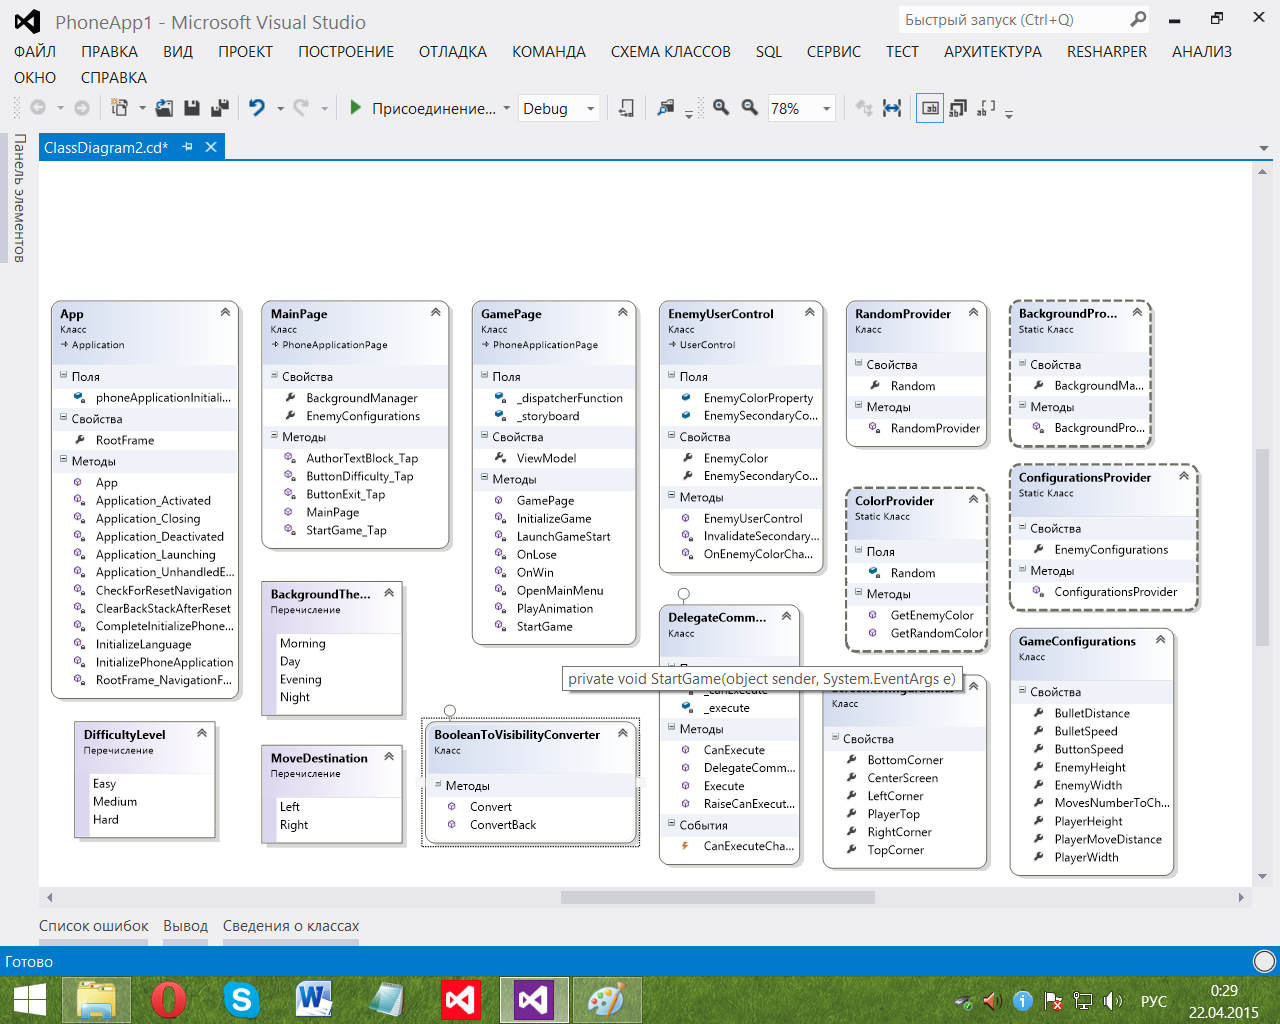 PhoneApp1 - Microsoft Visual Studio
Быстрый запуск (Ctrl+Q)
ФАЙЛ ПРАВКА ВИД ПРОЕКТ ПОСТРОЕНИЕ ОТЛАДКА КОМАНДА СХЕМА КЛАССОВ SQL СЕРВИС ТЕСТ АРХИТЕКТУРА RESHARPER АНАЛИЗ
ОКНО СПРАВКА
Присоединение... Debug 78%
Панель элементов
ClassDiagram2.cd*
App
Класс
Application
Поля
phoneApplicationInitiali...
Свойства
RootFrame
Методы
App
Application_Activated
Application_Closing
Application_Deactivated
Application_Launching
Application_UnhandledE...
CheckForResetNavigation
ClearBackStackAfterReset
CompleteInitializePhone...
InitializeLanguage
InitializePhoneApplication
RootFrame_NavigationF...
MainPage
Класс
PhoneApplicationPage
Свойства
BackgroundManager
EnemyConfigurations
Методы
AuthorTextBlock_Tap
ButtonDifficulty_Tap
ButtonExit_Tap
MainPage
StartGame_Tap
GamePage
Класс
PhoneApplicationPage
Поля
_dispatcherFunction
_storyboard
Свойства
ViewModel
Методы
GamePage
InitializeGame
LaunchGameStart
OnLose
OnWin
OpenMainMenu
PlayAnimation
StartGame
EnemyUserControl
Класс
UserControl
Поля
EnemyColorProperty
EnemySecondaryCo...
Свойства
EnemyColor
EnemySecondaryCo...
Методы
EnemyUserControl
InvalidateSecondary...
OnEnemyColorCha...
RandomProvider
Класс
Свойства
Random
Методы
RandomProvider
BackgroundPro...
Static Класс
Свойства
BackgroundMa...
Методы
BackgroundPro...
ColorProvider
Static Класс
Поля
Random
Методы
GetEnemyColor
GetRandomColor
ConfigurationsProvider
Static Класс
Свойства
EnemyConfigurations
Методы
ConfigurationsProvider
BackgroundThe...
Перечисление
Morning
Day
Evening
Night
DelegateComm...
Класс
private void StartGame(object sender, System.EventArgs e)
_canExecute
_execute
Методы
CanExecute
DelegateComm...
Execute
RaiseCanExecut...
События
CanExecuteCha...
GameConfigurations
Класс
Свойства
BulletDistance
BulletSpeed
ButtonSpeed
EnemyHeight
EnemyWidth
MovesNumberToCh...
PlayerHeight
PlayerMoveDistance
PlayerWidth
Класс
Свойства
BottomCorner
CenterScreen
LeftCorner
PlayerTop
RightCorner
TopCorner
DifficultyLevel
Перечисление
Easy
Medium
Hard
MoveDestination
Перечисление
Left
Right
BooleanToVisibilityConverter
Класс
Методы
Convert
ConvertBack
Список ошибок Вывод Сведения о классах
Готово
РУС
0:29
22.04.2015